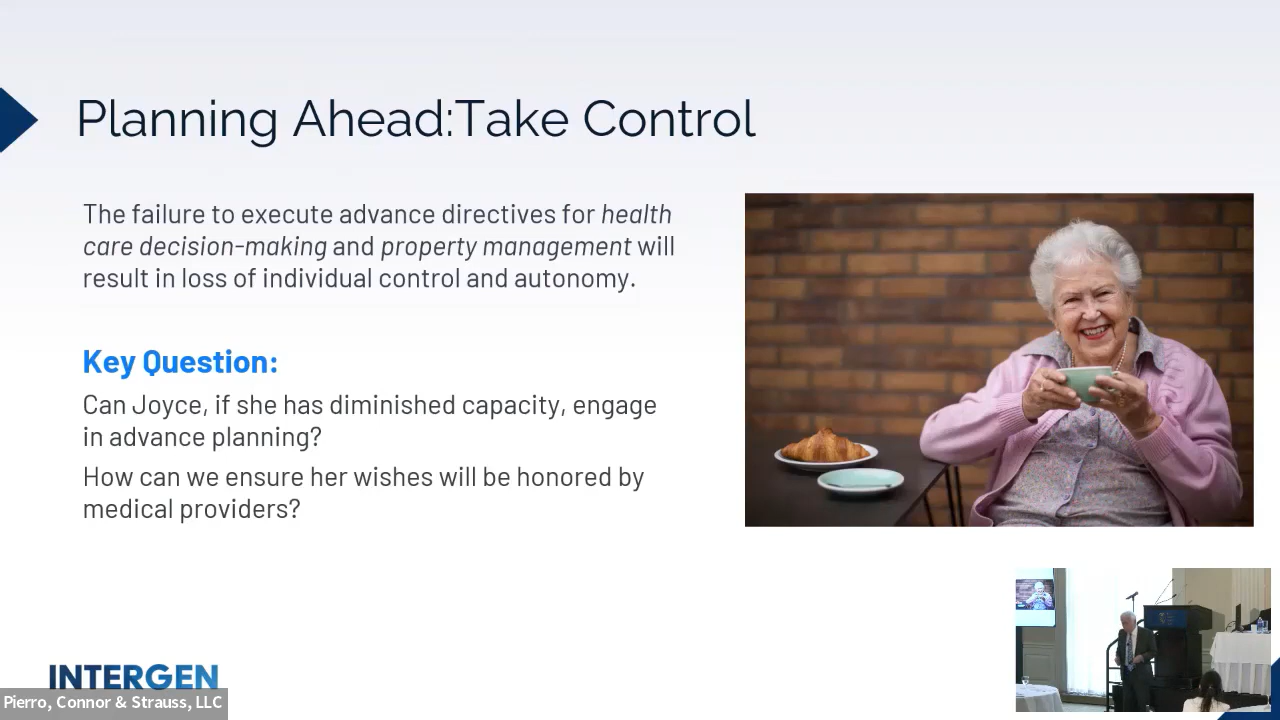 Planning Ahead:Take Control
The failure to execute advance directives for health
care decision-making and property management will
result in loss of individual control and autonomy.
Key Question:
Can Joyce, if she has diminished capacity, engage
in advance planning?
How can we ensure her wishes will be honored by
medical providers?
INTERGEN
Pierro, Connor & Strauss, LLC